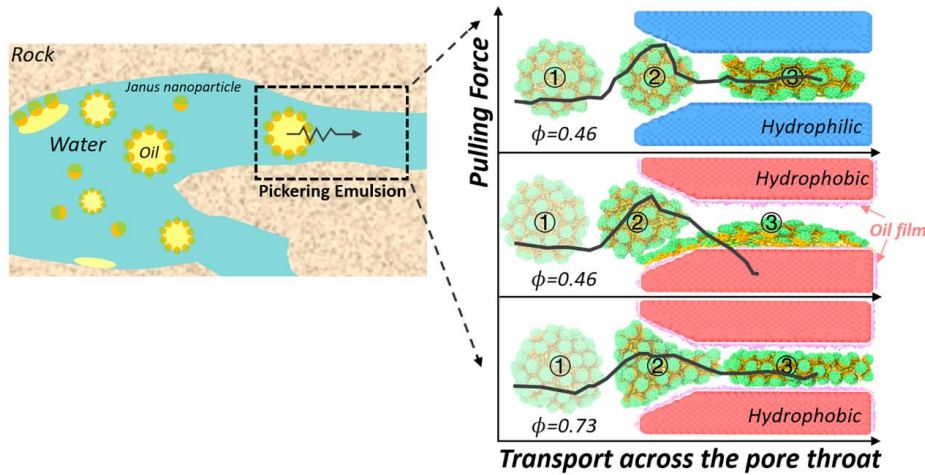 Rock
Janus nanoparticle
Water
Oil
Pickering Emulsion
Pulling Force
① ② ③
ϕ=0.46
Hydrophilic
Hydrophobic
① ② ③
Oil film
ϕ=0.46
① ② ③
ϕ=0.73
Hydrophobic
Transport across the pore throat